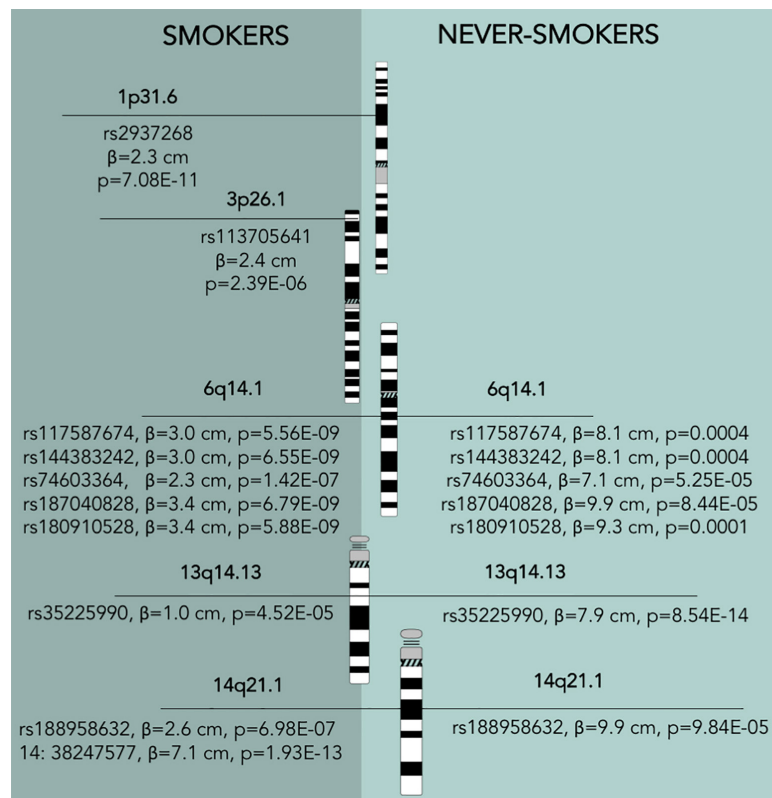 SMOKERS
NEVER-SMOKERS
1p31.6
rs2937268
β=2.3 cm
p=7.08E-11
3p26.1
rs113705641
β=2.4 cm
p=2.39E-06
6q14.1
rs117587674, β=3.0 cm, p=5.56E-09
rs144383242, β=3.0 cm, p=6.55E-09
rs74603364, β=2.3 cm, p=1.42E-07
rs187040828, β=3.4 cm, p=6.79E-09
rs180910528, β=3.4 cm, p=5.88E-09
6q14.1
rs117587674, β=8.1 cm, p=0.0004
rs144383242, β=8.1 cm, p=0.0004
rs74603364, β=7.1 cm, p=5.25E-05
rs187040828, β=9.9 cm, p=8.44E-05
rs180910528, β=9.3 cm, p=0.0001
13q14.13
rs35225990, β=1.0 cm, p=4.52E-05
13q14.13
rs35225990, β=7.9 cm, p=8.54E-14
14q21.1
rs188958632, β=2.6 cm, p=6.98E-07
14: 38247577, β=7.1 cm, p=1.93E-13
14q21.1
rs188958632, β=9.9 cm, p=9.84E-05